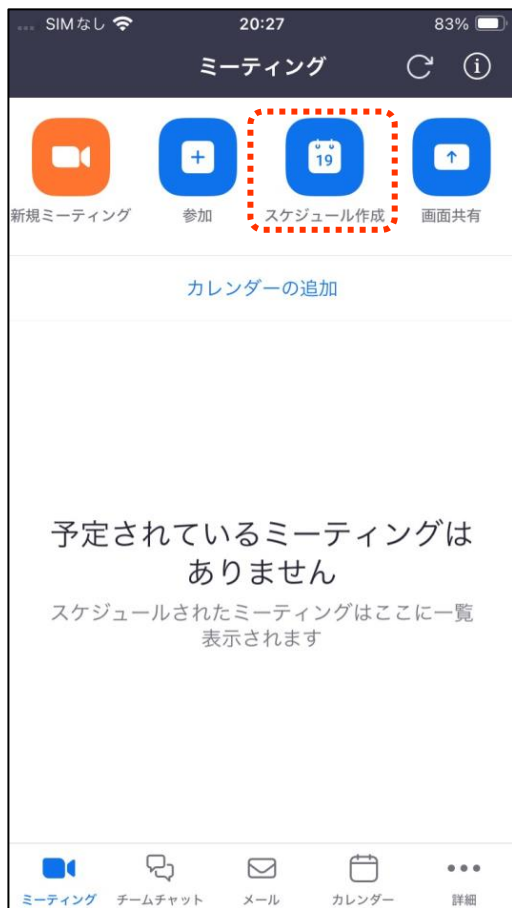 SIMなし 20:27 83%
ミーティング
19
新規ミーティング 参加 スケジュール作成 画面共有
カレンダーの追加
予定されているミーティングは
ありません
スケジュールされたミーティングはここに一覧
表示されます
ミーティング チームチャット メール カレンダー 詳細